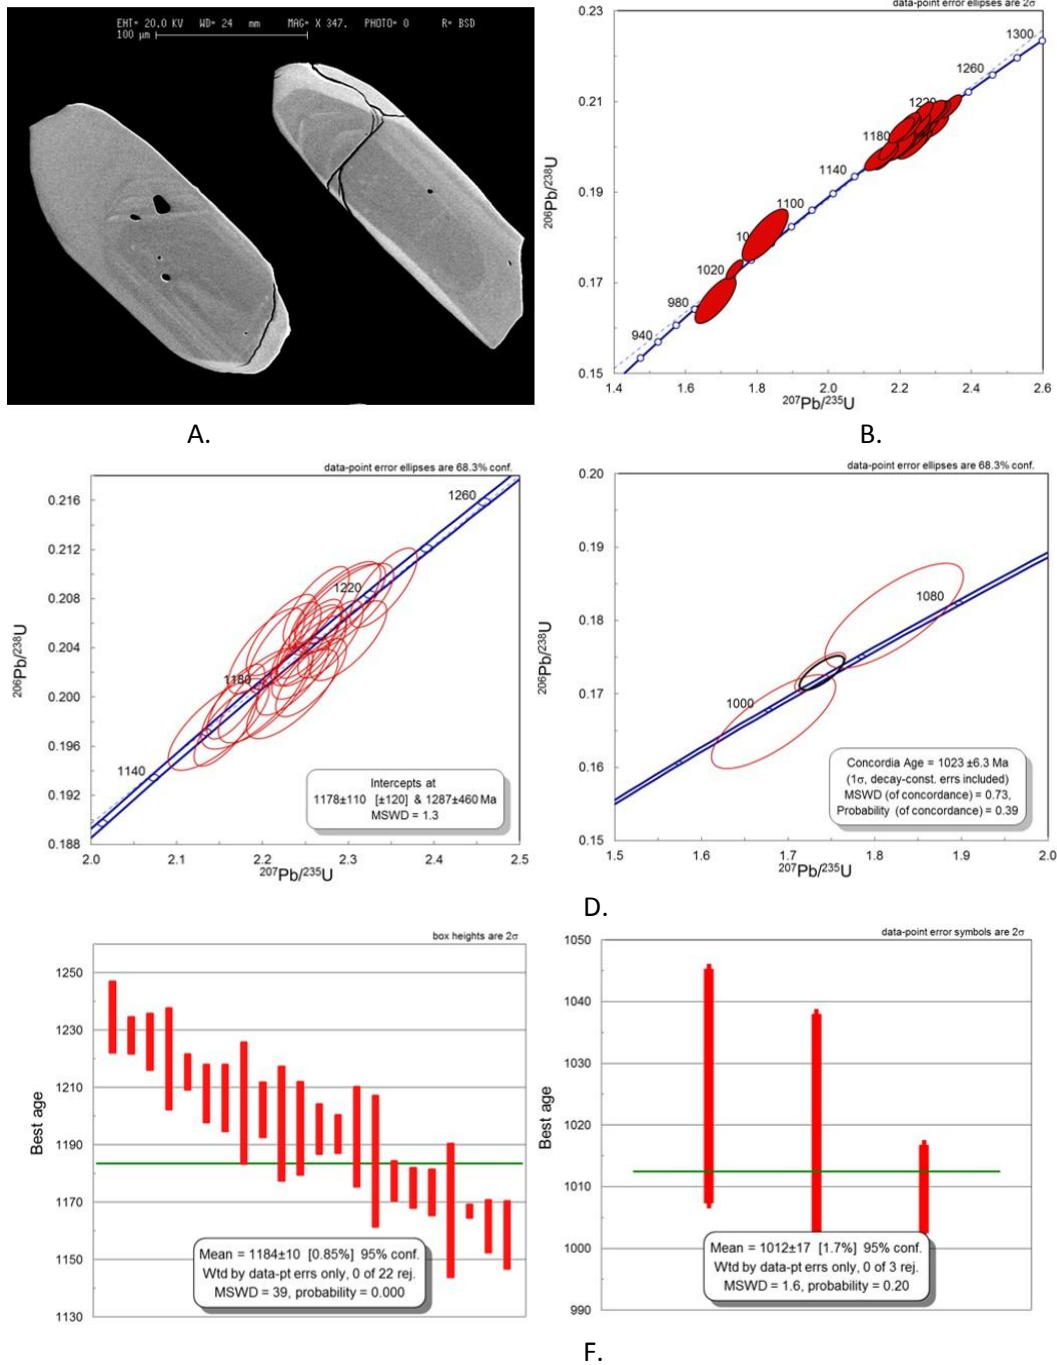 EHT= 20.0 KV WD= 24 mm MAG= X 347. PHOTO= 0 R= BSD
100 µm
A.
data-point error ellipses are 2σ
0.23
0.21
0.19
0.17
0.15
1300
1260
1220
1180
1140
1100
1020
980
940
1.4 1.6 1.8 2.0 2.2 2.4 2.6
207Pb/235U
206Pb/238U
B.
data-point error ellipses are 68.3% conf.
0.216
0.212
0.208
0.204
0.200
0.196
0.192
0.188
1260
1220
1180
1140
Intercepts at
1178±110 [±120] & 1287±460 Ma
MSWD = 1.3
2.0 2.1 2.2 2.3 2.4 2.5
207Pb/235U
206Pb/238U
data-point error ellipses are 68.3% conf.
0.20
0.19
0.18
0.17
0.16
0.15
1080
1000
Concordia Age = 1023 ±6.3 Ma
(1σ, decay-const. errs included)
MSWD (of concordance) = 0.73,
Probability (of concordance) = 0.39
1.5 1.6 1.7 1.8 1.9 2.0
207Pb/235U
206Pb/238U
D.
box heights are 2σ
1250
1230
1210
1190
1170
1150
1130
Best age
Mean = 1184±10 [0.85%] 95% conf.
Wtd by data-pt errs only, 0 of 22 rej.
MSWD = 39, probability = 0.000
data-point error symbols are 2σ
1050
1040
1030
1020
1010
1000
990
Best age
Mean = 1012±17 [1.7%] 95% conf.
Wtd by data-pt errs only, 0 of 3 rej.
MSWD = 1.6, probability = 0.20
F.